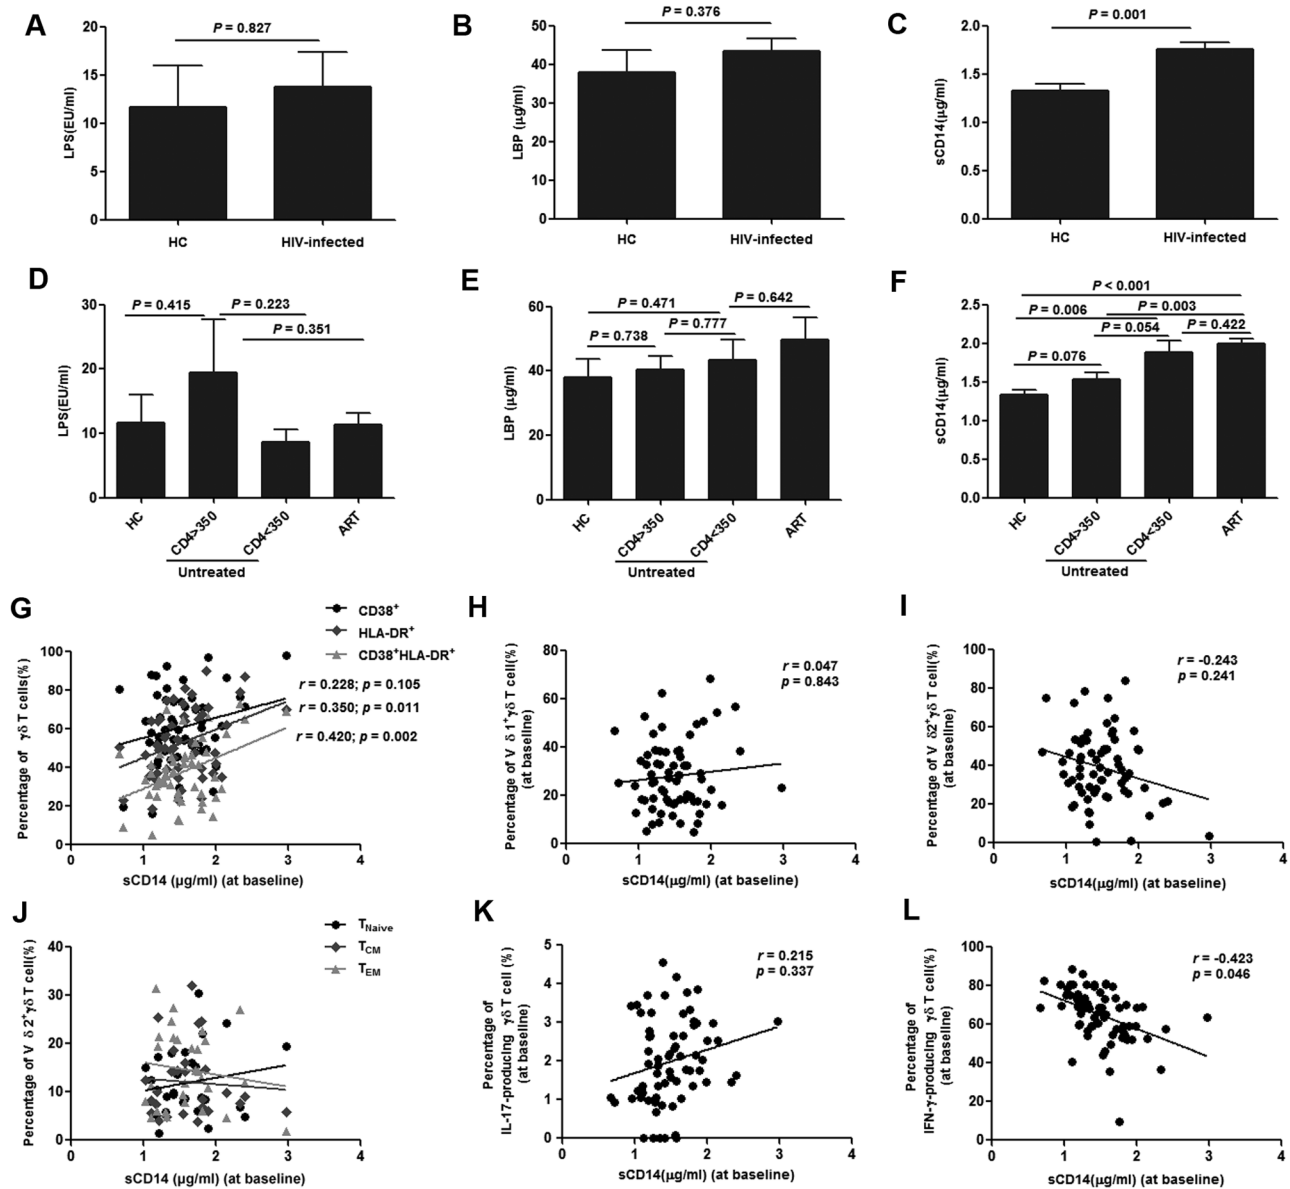 A
P = 0.827
LPS(EU/ml)
20
15
10
5
0
HC
HIV-infected
B
P = 0.376
LBP (μg/ml)
50
40
30
20
10
0
HC
HIV-infected
C
P = 0.001
sCD14(μg/ml)
2.0
1.5
1.0
0.5
0.0
HC
HIV-infected
D
P = 0.415
P = 0.223
P = 0.351
LPS(EU/ml)
30
20
10
0
HC
CD4>350
CD4<350
ART
Untreated
E
P = 0.471
P = 0.642
P = 0.738
P = 0.777
LBP (μg/ml)
60
40
20
0
HC
CD4>350
CD4<350
ART
Untreated
F
P < 0.001
P = 0.006
P = 0.003
P = 0.054
P = 0.422
P = 0.076
sCD14(μg/ml)
2.5
2.0
1.5
1.0
0.5
0.0
HC
CD4>350
CD4<350
ART
Untreated
G
CD38+
HLA-DR+
CD38+HLA-DR+
r = 0.228; p = 0.105
r = 0.350; p = 0.011
r = 0.420; p = 0.002
Percentage of γδ T cells(%)
100
80
60
40
20
0
0 1 2 3 4
sCD14 (μg/ml) (at baseline)
H
r = 0.047
p = 0.843
Percentage of V δ 1+γδ T cell(%)
(at baseline)
80
60
40
20
0
0 1 2 3 4
sCD14(μg/ml) (at baseline)
I
r = -0.243
p = 0.241
Percentage of V δ2+γδ T cell(%)
(at baseline)
100
80
60
40
20
0
0 1 2 3 4
sCD14(μg/ml) (at baseline)
J
TNaive
TCM
TEM
Percentage of V δ 2+γδ T cell(%)
40
30
20
10
0
0 1 2 3 4
sCD14 (μg/ml) (at baseline)
K
r = 0.215
p = 0.337
Percentage of
IL-17-producing γδ T cell (%)
(at baseline)
5
4
3
2
1
0
0 1 2 3 4
sCD14(μg/ml) (at baseline)
L
r = -0.423
p = 0.046
Percentage of
IFN-γ-producing γδ T cell(%)
(at baseline)
100
80
60
40
20
0
0 1 2 3 4
sCD14(μg/ml) (at baseline)